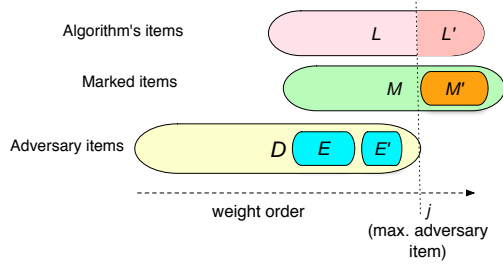 Algorithm's items L L'
Marked items M M'
Adversary items D E E'
weight order j
(max. adversary
item)